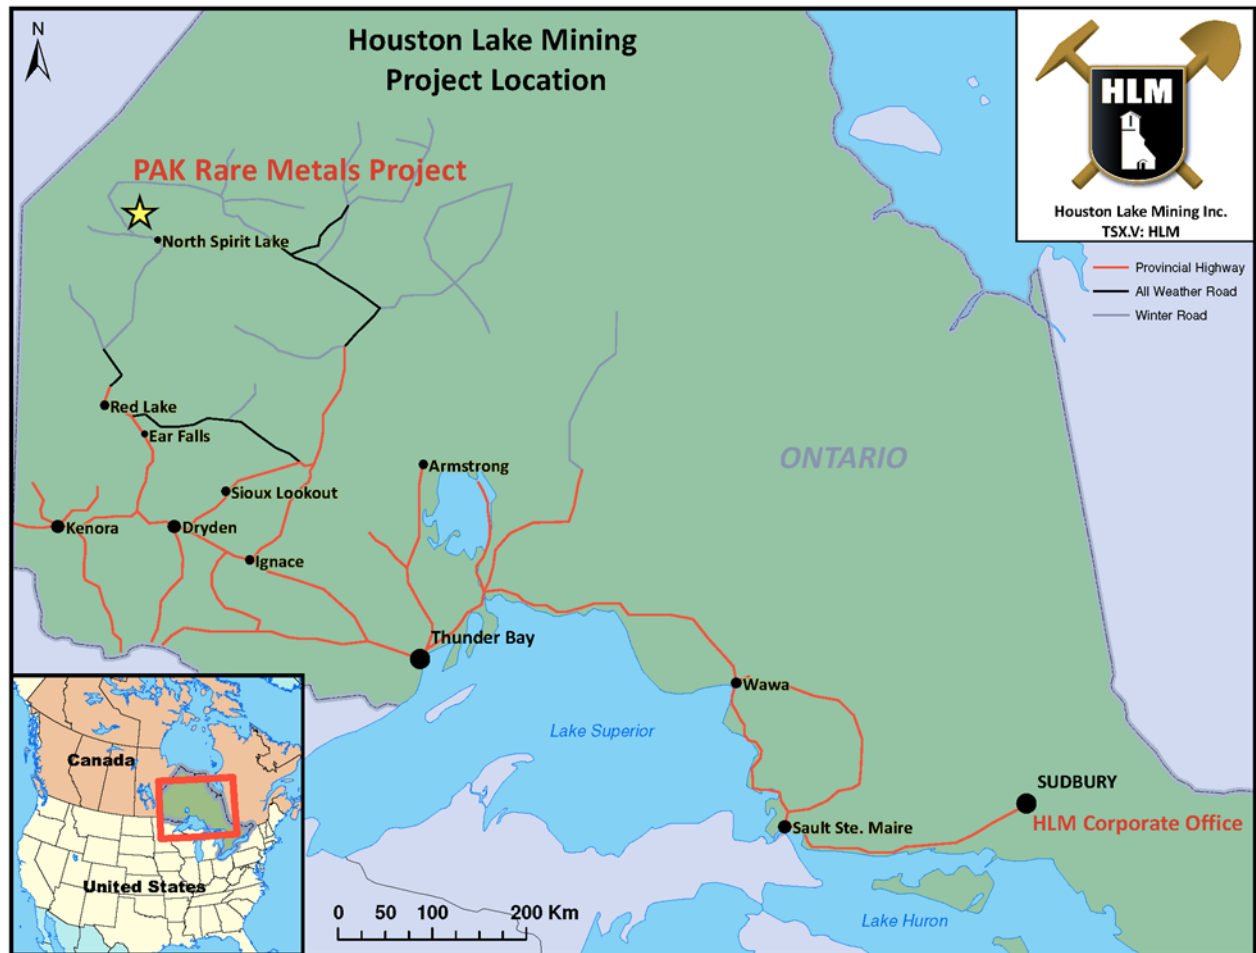 N
Houston Lake Mining
Project Location
HLM
Houston Lake Mining Inc.
TSX.V: HLM
Provincial Highway
All Weather Road
Winter Road
PAK Rare Metals Project
North Spirit Lake
Red Lake
Ear Falls
ONTARIO
Armstrong
Sioux Lookout
Kenora
Dryden
Ignace
Thunder Bay
Wawa
Lake Superior
SUDBURY
HLM Corporate Office
Sault Ste. Maire
Lake Huron
Canada
United States
0 50 100 200 Km